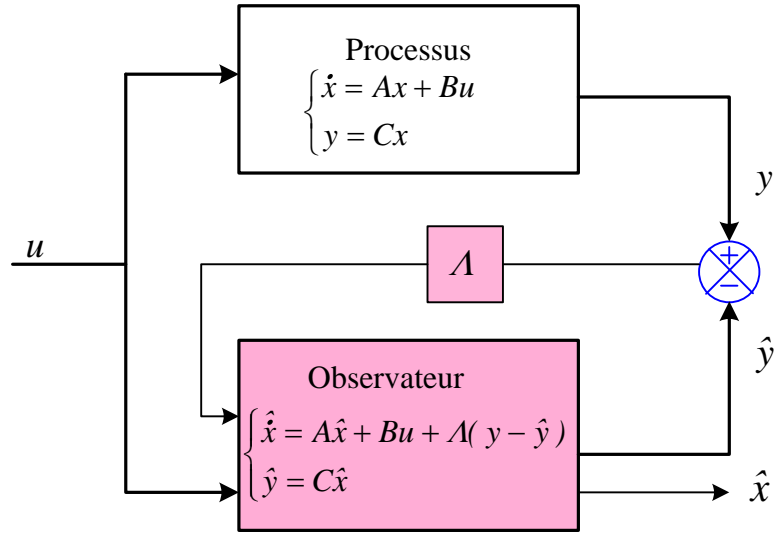 Processus
ẋ = Ax + Bu
y = Cx
y
u
Λ
+
−
ŷ
Observateur
x̂̇ = Ax̂ + Bu + Λ( y − ŷ )
ŷ = Cx̂
x̂